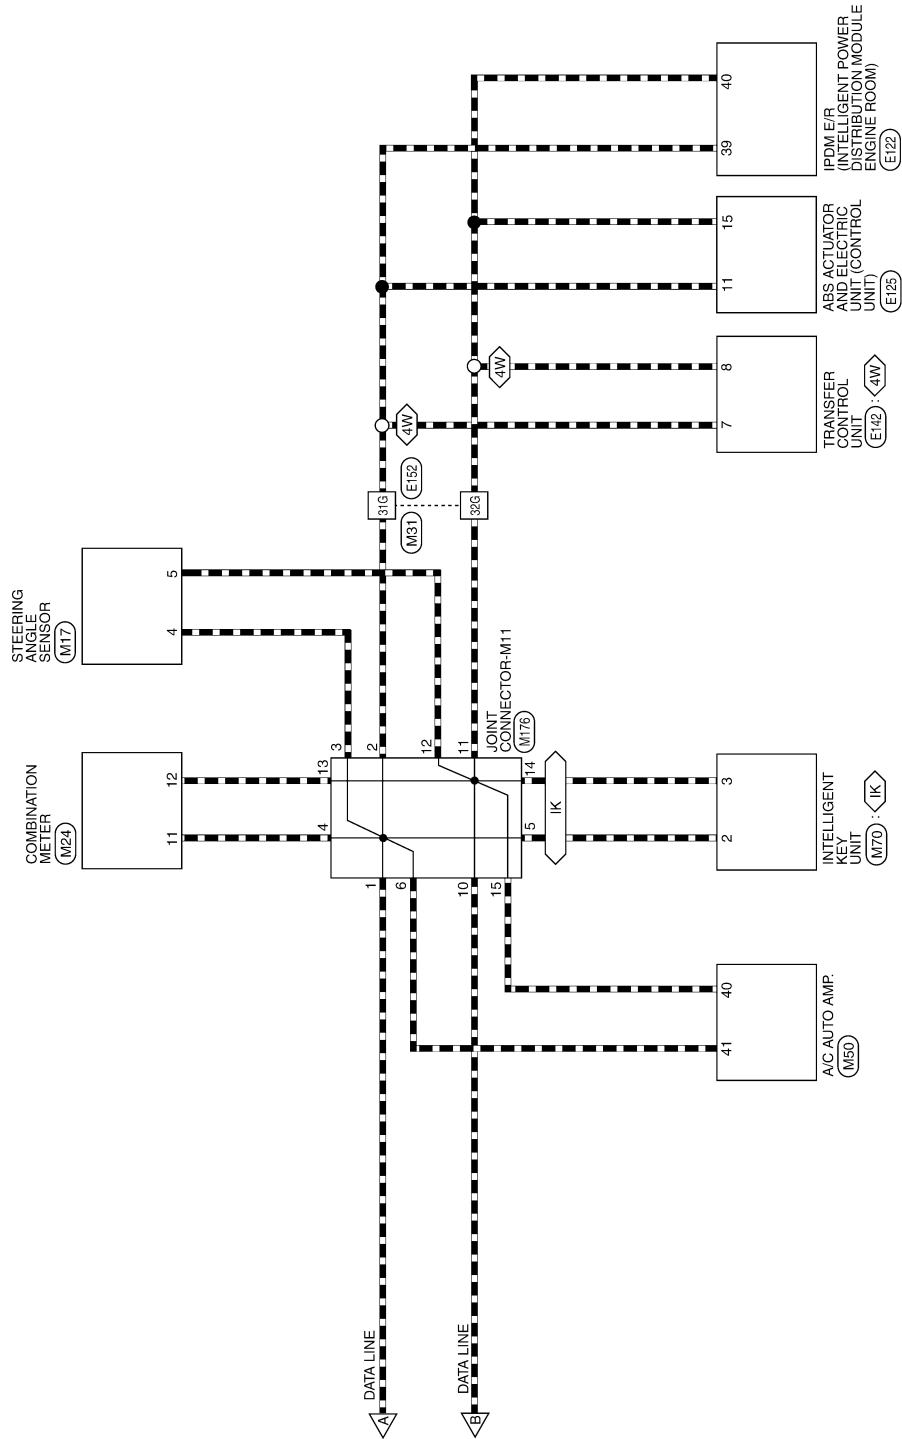 STEERING
ANGLE
SENSOR
M17
4
5
COMBINATION
METER
M24
11
12
DATA LINE
A
DATA LINE
B
1
6
10
15
4
13
3
2
12
11
5
14
JOINT
CONNECTOR-M11
M176
IK
31G
32G
M31
E152
4W
4W
41
40
A/C AUTO AMP.
M50
2
3
INTELLIGENT
KEY
UNIT
M70 : IK
7
8
TRANSFER
CONTROL
UNIT
E142 : 4W
11
15
ABS ACTUATOR
AND ELECTRIC
UNIT (CONTROL
UNIT)
E125
39
40
IPDM E/R
(INTELLIGENT POWER
DISTRIBUTION MODULE
ENGINE ROOM)
E122